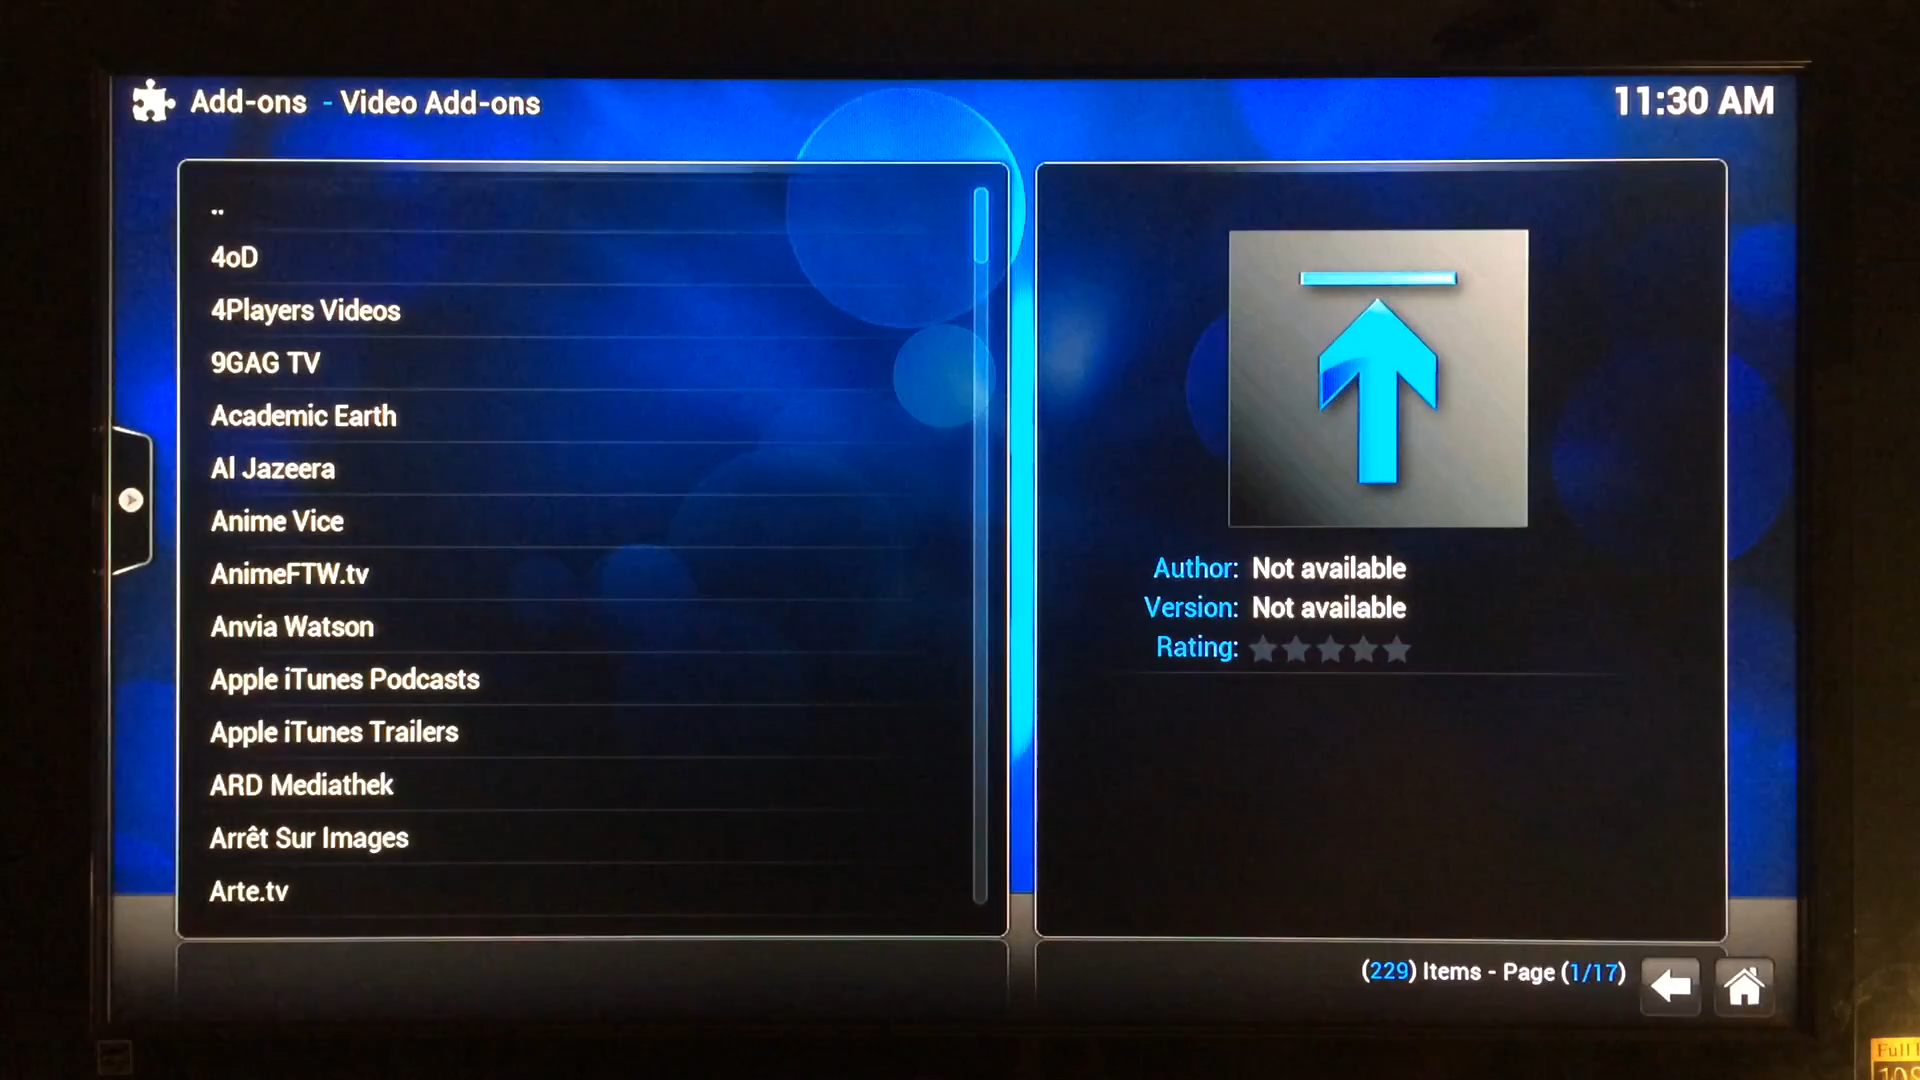 Add-ons - Video Add-ons
11:30 AM
..
4oD
4Players Videos
9GAG TV
Academic Earth
Al Jazeera
Anime Vice
AnimeFTW.tv
Anvia Watson
Apple iTunes Podcasts
Apple iTunes Trailers
ARD Mediathek
Arrêt Sur Images
Arte.tv
Author: Not available
Version: Not available
Rating:
(229) Items - Page (1/17)
Full